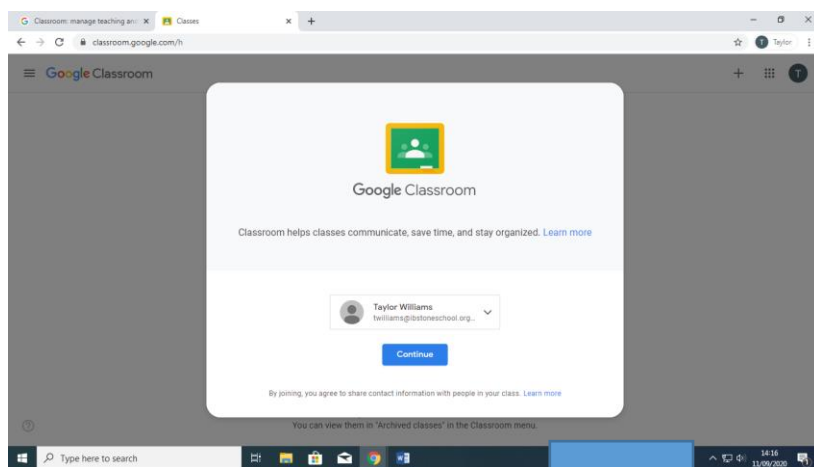 Classroom: manage teaching and
Classes
classroom.google.com/h
Taylor
Google Classroom
T
Google Classroom
Classroom helps classes communicate, save time, and stay organized. Learn more
Taylor Williams
twilliams@ibstoneschool.org...
Continue
By joining, you agree to share contact information with people in your class. Learn more
You can view them in "Archived classes" in the Classroom menu.
Type here to search
14:16
11/09/2020